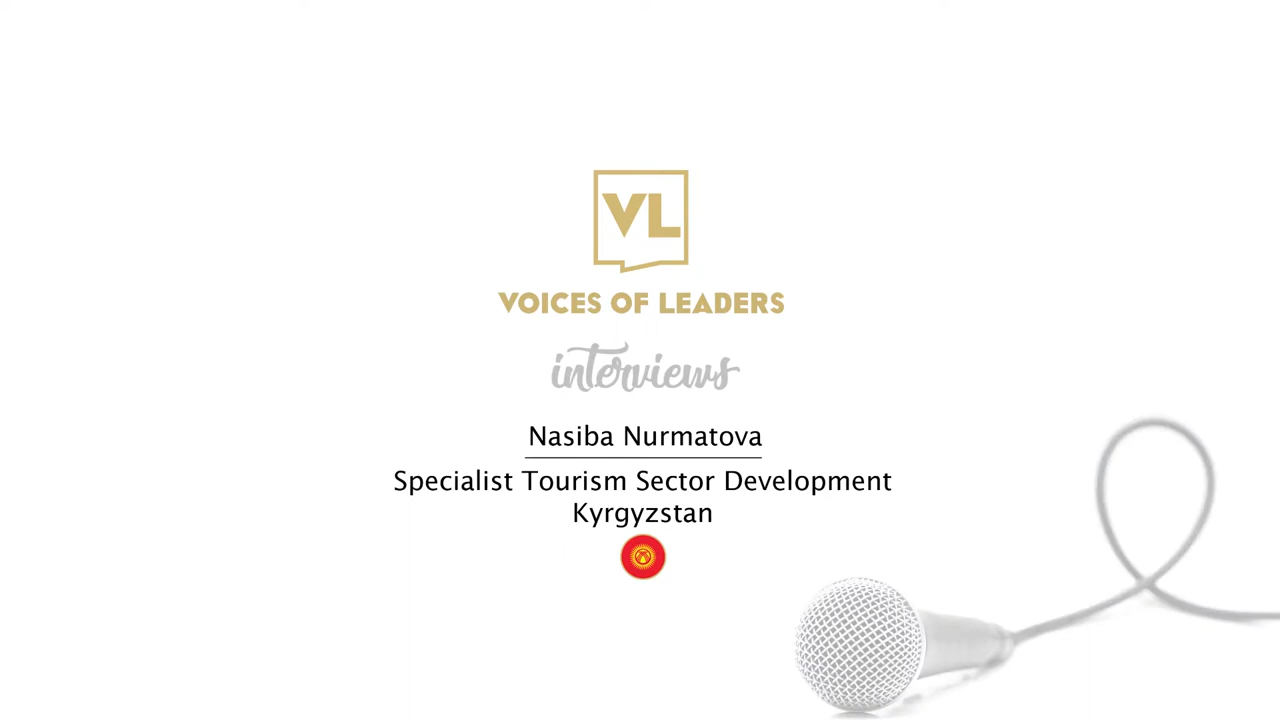 VL
VOICES OF LEADERS
interviews
Nasiba Nurmatova
Specialist Tourism Sector Development
Kyrgyzstan